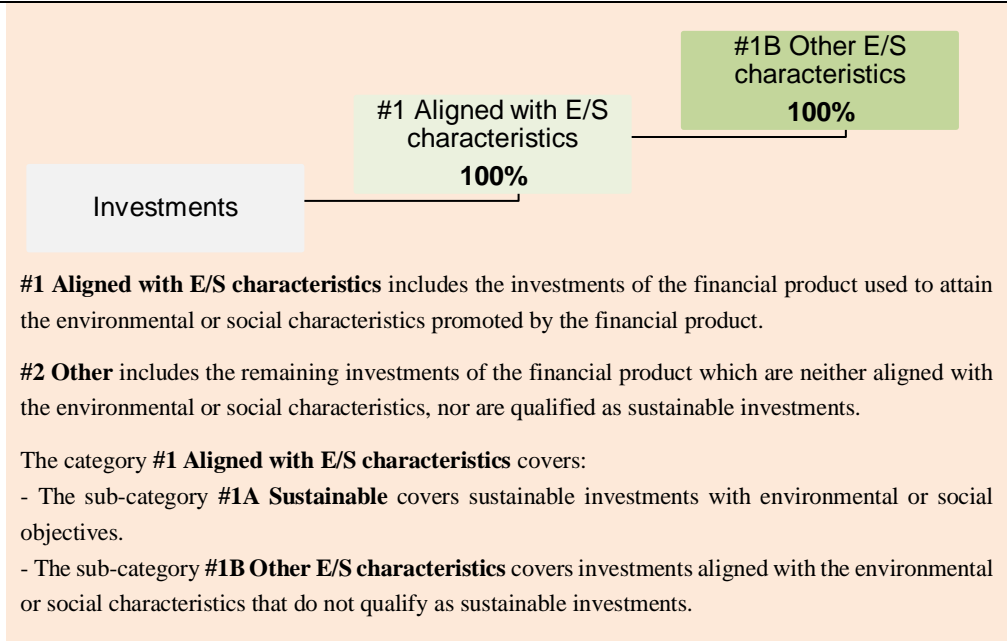 #1B Other E/S
characteristics
100%
#1 Aligned with E/S
characteristics
100%
Investments
#1 Aligned with E/S characteristics includes the investments of the financial product used to attain
the environmental or social characteristics promoted by the financial product.
#2 Other includes the remaining investments of the financial product which are neither aligned with
the environmental or social characteristics, nor are qualified as sustainable investments.
The category #1 Aligned with E/S characteristics covers:
- The sub-category #1A Sustainable covers sustainable investments with environmental or social
objectives.
- The sub-category #1B Other E/S characteristics covers investments aligned with the environmental
or social characteristics that do not qualify as sustainable investments.